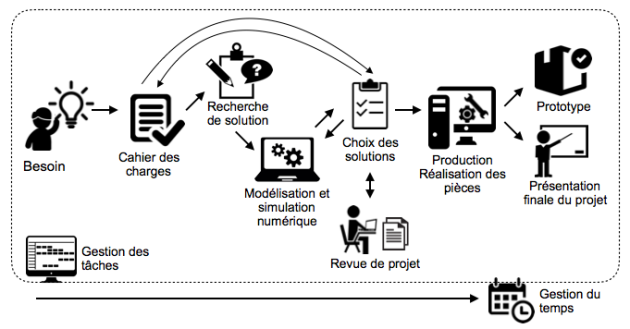 Besoin
Cahier des
charges
Recherche
de solution
Modélisation et
simulation
numérique
Choix des
solutions
Revue de projet
Production
Réalisation des
pièces
Prototype
Présentation
finale du projet
Gestion des
tâches
Gestion du
temps